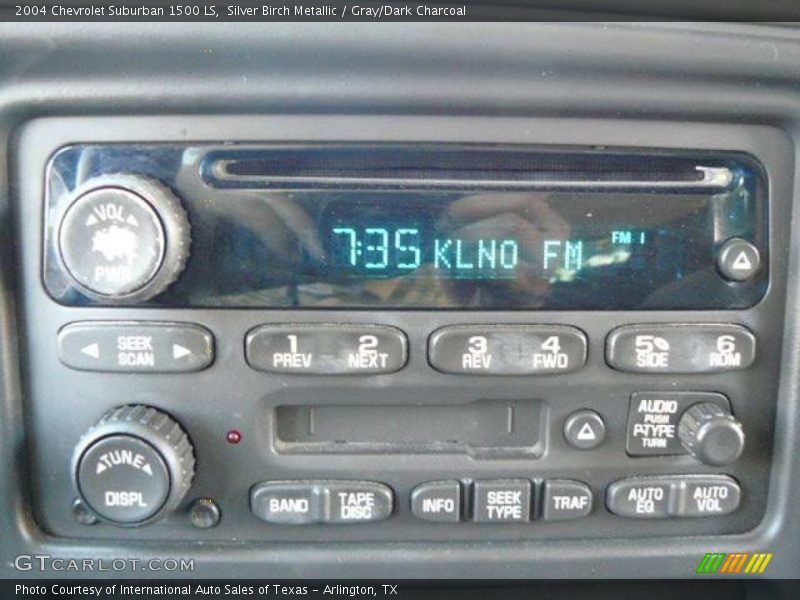 2004 Chevrolet Suburban 1500 LS,  Silver Birch Metallic / Gray/Dark Charcoal
VOL
PWR
7:35 KLNO FM
FM 1
SEEK
SCAN
1 PREV
2 NEXT
3 REV
4 FWD
5 SIDE
6 RDM
AUDIO
PUSH
P-TYPE
TURN
TUNE
DISPL
BAND
TAPE
DISC
INFO
SEEK
TYPE
TRAF
AUTO
EQ
AUTO
VOL
GTCARLOT.COM
Photo Courtesy of International Auto Sales of Texas - Arlington, TX